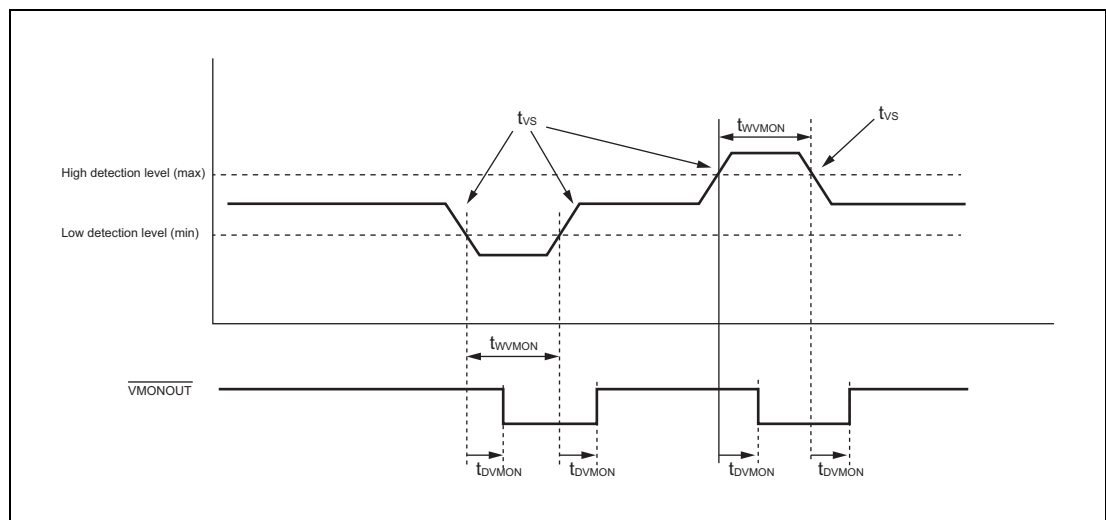 tVS
tWVMON
tVS
High detection level (max)
Low detection level (min)
tWVMON
VMONOUT
tDVMON
tDVMON
tDVMON
tDVMON